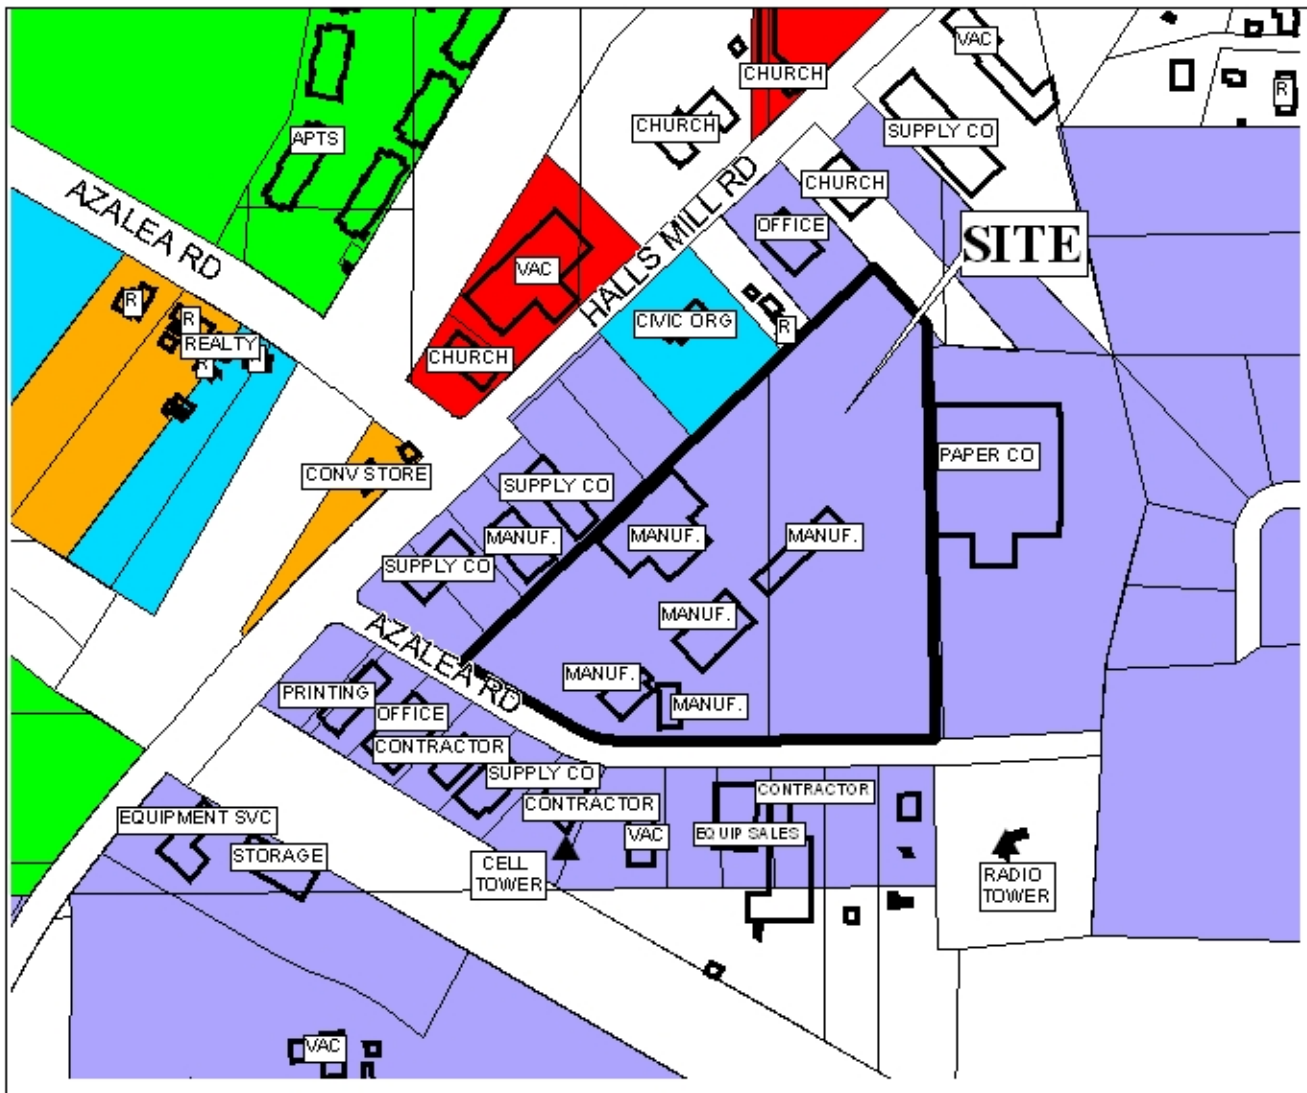 VAC
CHURCH
R
CHURCH
SUPPLY CO
APTS
CHURCH
AZALEA RD
OFFICE
SITE
HALLS MILL RD
VAC
R
R
CIVIC ORG
R
REALTY
R
CHURCH
PAPER CO
CONV STORE
SUPPLY CO
MANUF.
MANUF.
MANUF.
SUPPLY CO
MANUF.
AZALEA RD
MANUF.
PRINTING
MANUF.
OFFICE
CONTRACTOR
SUPPLY CO
CONTRACTOR
CONTRACTOR
EQUIPMENT SVC
VAC
EQUIP SALES
STORAGE
CELL
TOWER
RADIO
TOWER
VAC